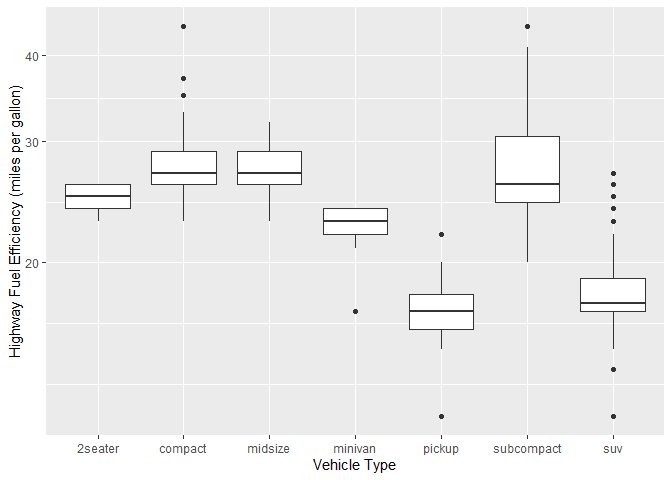 Highway Fuel Efficiency (miles per gallon)
40
30
20
2seater compact midsize minivan pickup subcompact suv
Vehicle Type